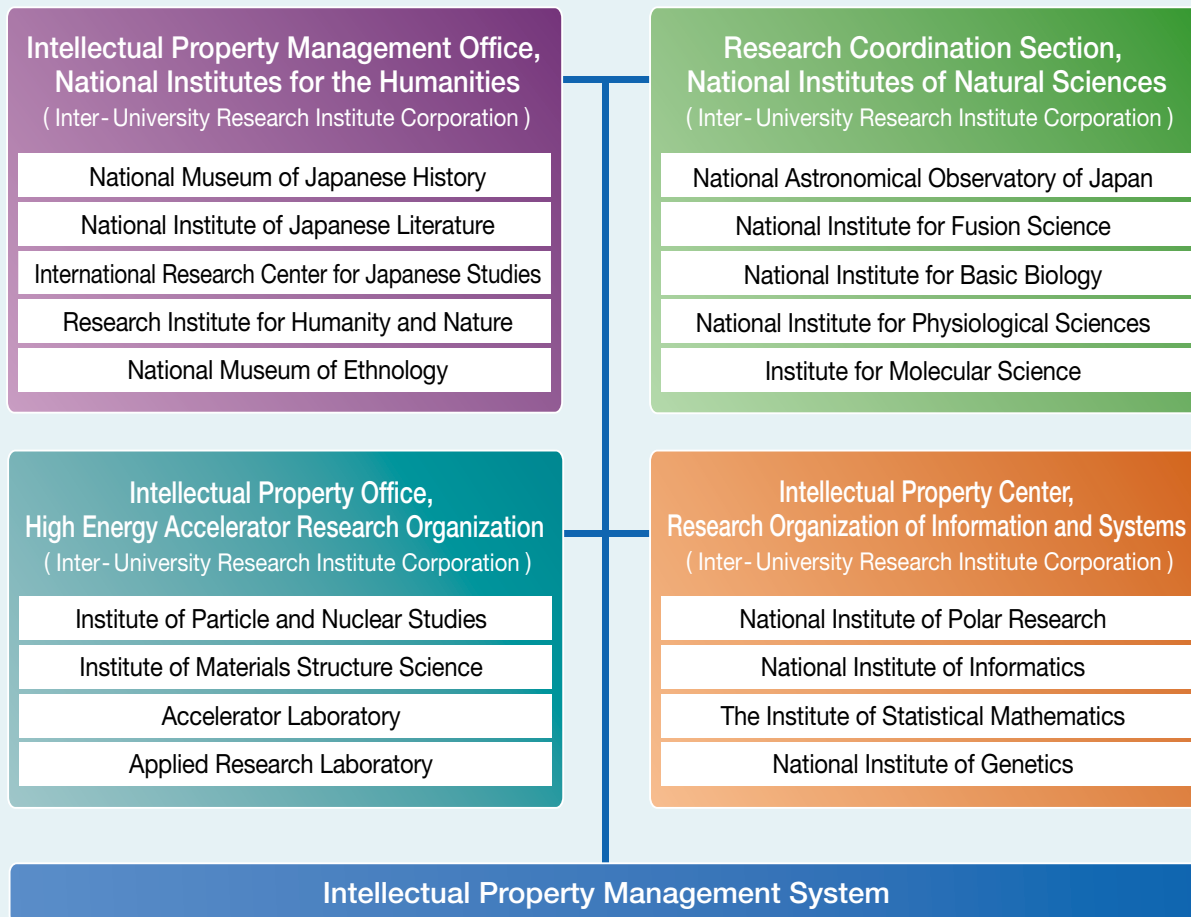 Intellectual Property Management Office,
National Institutes for the Humanities
( Inter-University Research Institute Corporation )
National Museum of Japanese History
National Institute of Japanese Literature
International Research Center for Japanese Studies
Research Institute for Humanity and Nature
National Museum of Ethnology
Research Coordination Section,
National Institutes of Natural Sciences
( Inter-University Research Institute Corporation )
National Astronomical Observatory of Japan
National Institute for Fusion Science
National Institute for Basic Biology
National Institute for Physiological Sciences
Institute for Molecular Science
Intellectual Property Office,
High Energy Accelerator Research Organization
( Inter-University Research Institute Corporation )
Institute of Particle and Nuclear Studies
Institute of Materials Structure Science
Accelerator Laboratory
Applied Research Laboratory
Intellectual Property Center,
Research Organization of Information and Systems
( Inter-University Research Institute Corporation )
National Institute of Polar Research
National Institute of Informatics
The Institute of Statistical Mathematics
National Institute of Genetics
Intellectual Property Management System